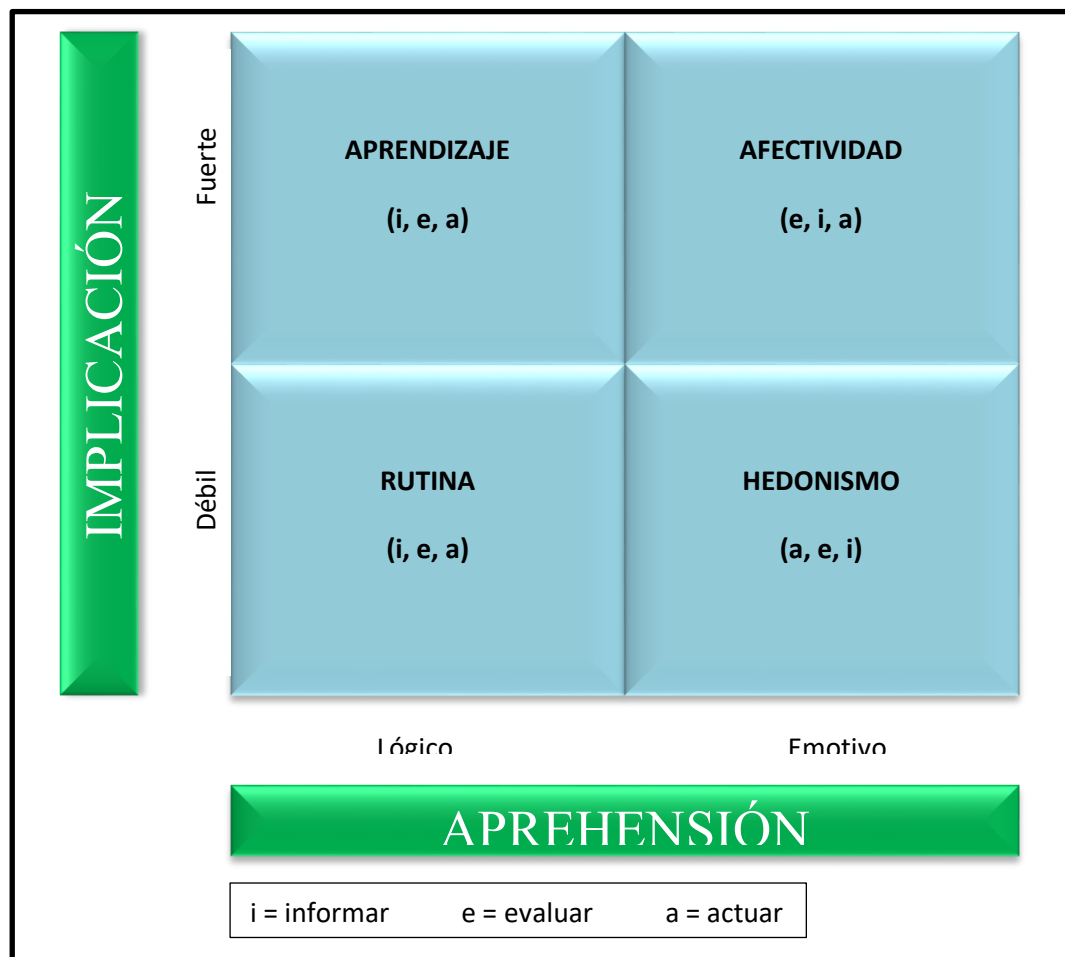 IMPLICACIÓN
Fuerte
Débil
APRENDIZAJE
(i, e, a)
AFECTIVIDAD
(e, i, a)
RUTINA
(i, e, a)
HEDONISMO
(a, e, i)
Lógico
Emotivo
APREHENSIÓN
i = informar e = evaluar a = actuar